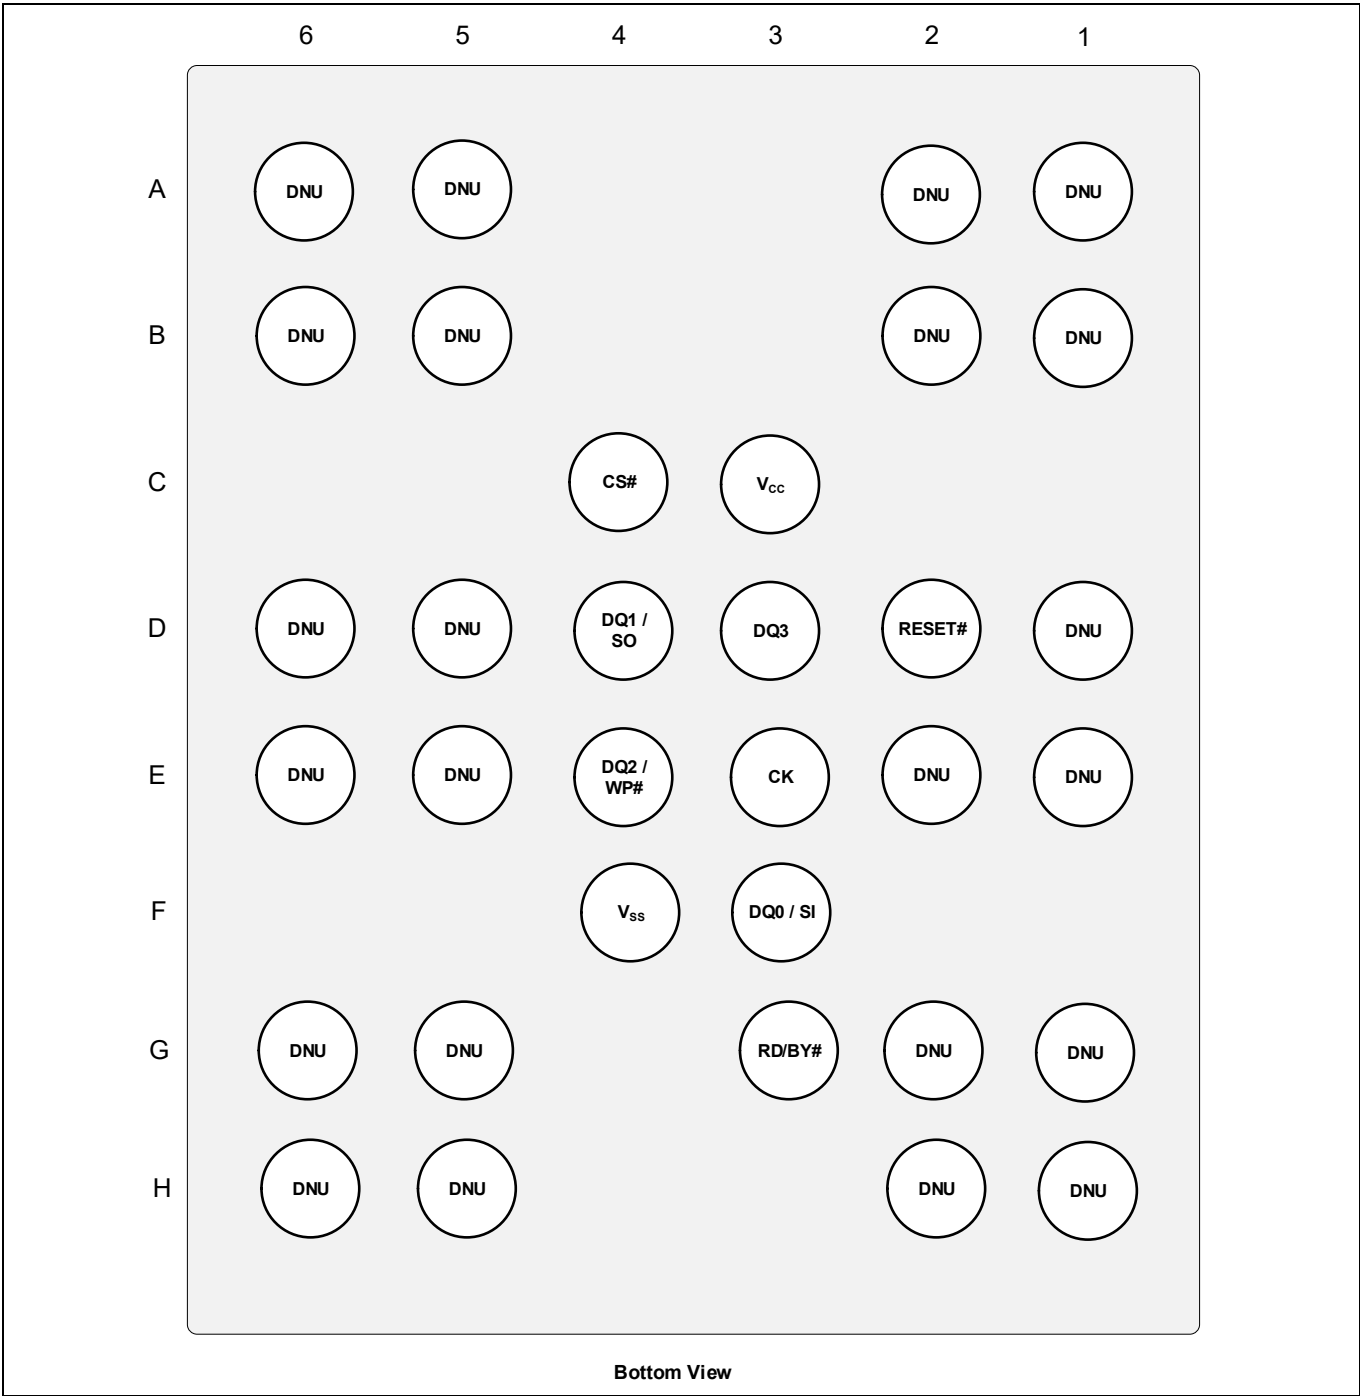 6 5 4 3 2 1
A DNU DNU DNU DNU
B DNU DNU DNU DNU
C CS# VCC
D DNU DNU DQ1 / SO DQ3 RESET# DNU
E DNU DNU DQ2 / WP# CK DNU DNU
F VSS DQ0 / SI
G DNU DNU RD/BY# DNU DNU
H DNU DNU DNU DNU
Bottom View